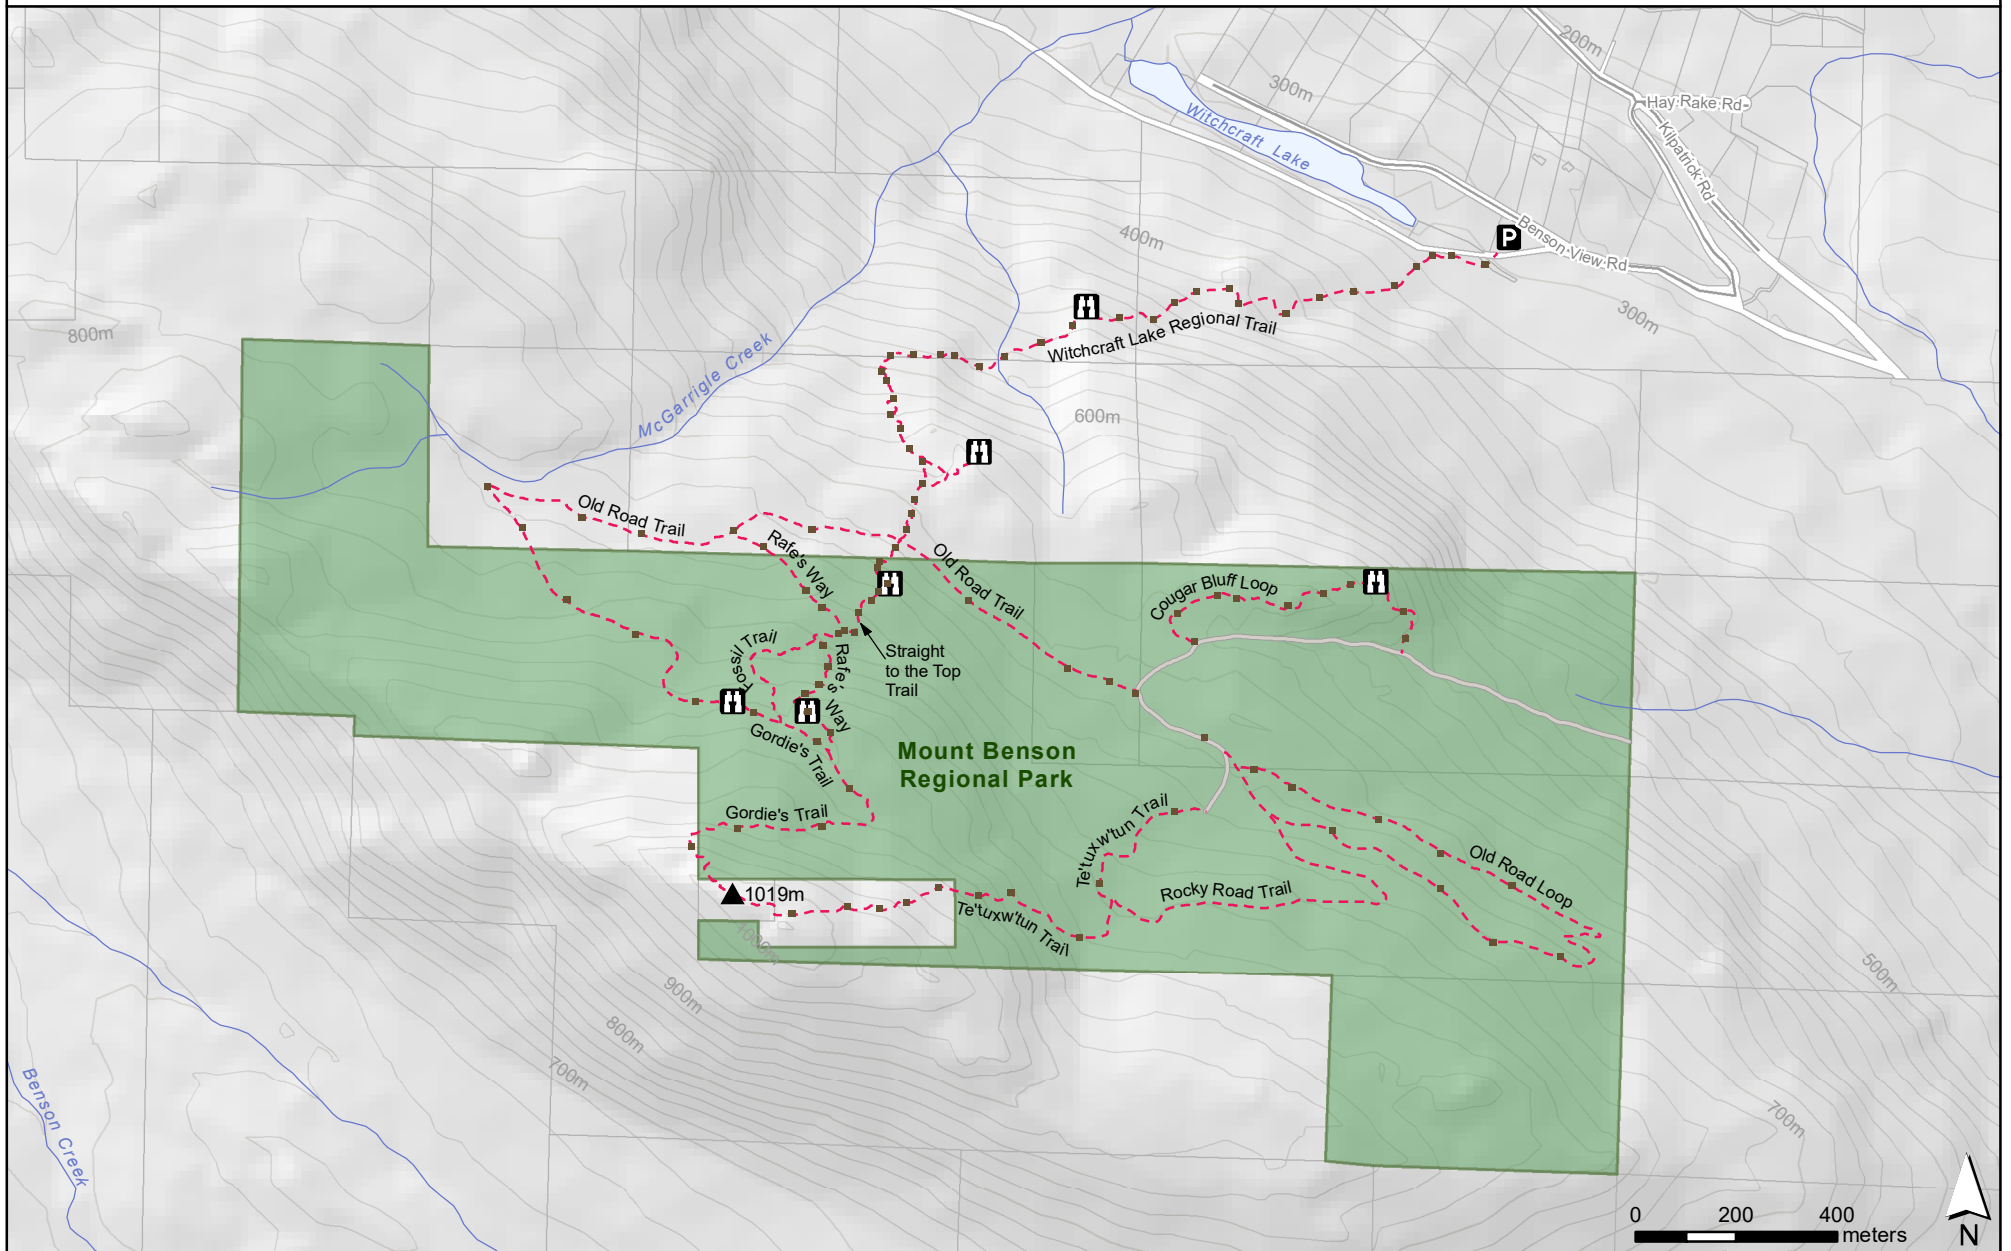 200m
Hay Rake Rd
300m
Kilpatrick Rd
Witchcraft Lake
Benson View Rd
P
400m
300m
800m
Witchcraft Lake Regional Trail
McGarrigle Creek
600m
Old Road Trail
Rafe's Way
Old Road Trail
Cougar Bluff Loop
Fossil Trail
Rafe's Way
Straight
to the Top
Trail
Gordie's Trail
Mount Benson
Regional Park
Gordie's Trail
Te'tuxw'tun Trail
Old Road Loop
Rocky Road Trail
1019m
Te'tuxw'tun Trail
1000m
900m
800m
700m
500m
700m
Benson Creek
0 200 400
meters
N